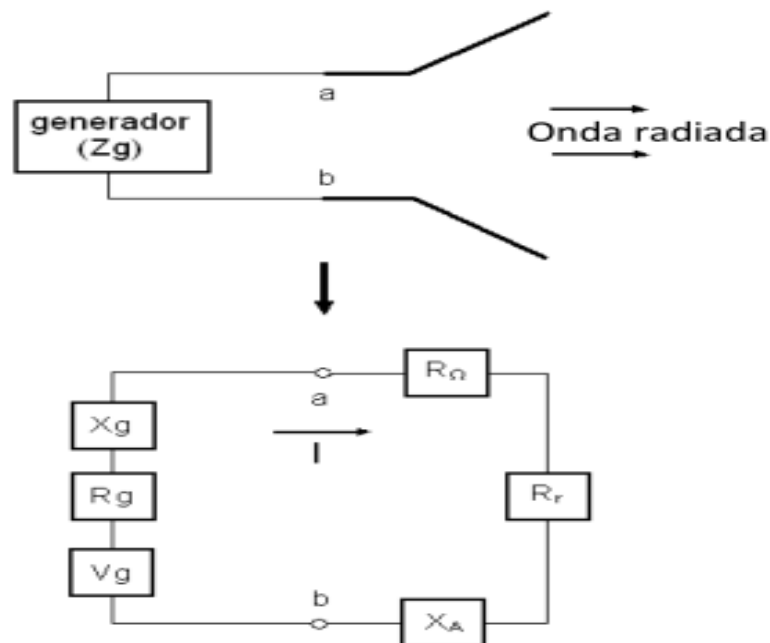 a
generador
(Zg)
Onda radiada
b
RΩ
a
Xg
I
Rg
Rr
Vg
b
XA